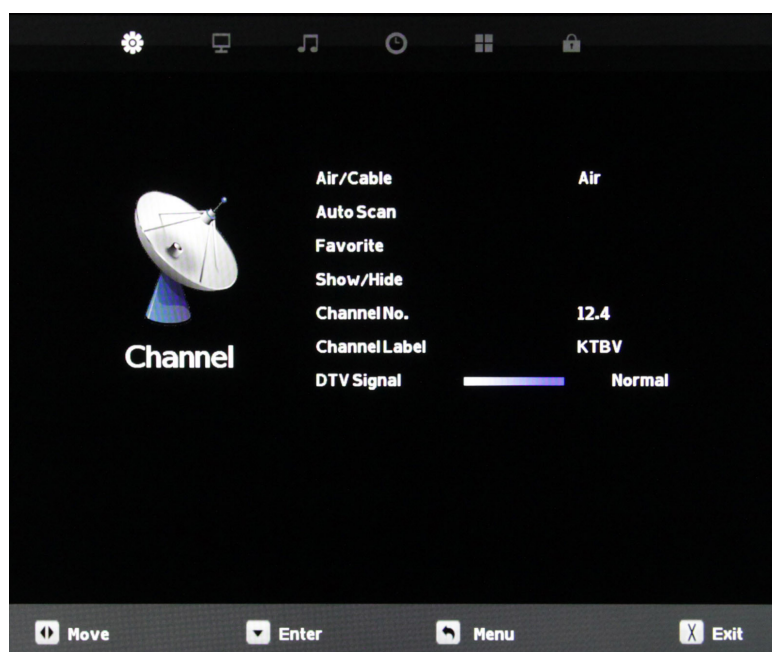 Air/Cable Air
Auto Scan
Favorite
Show/Hide
Channel No. 12.4
Channel Label KTBV
DTV Signal Normal
Channel
Move Enter Menu X Exit